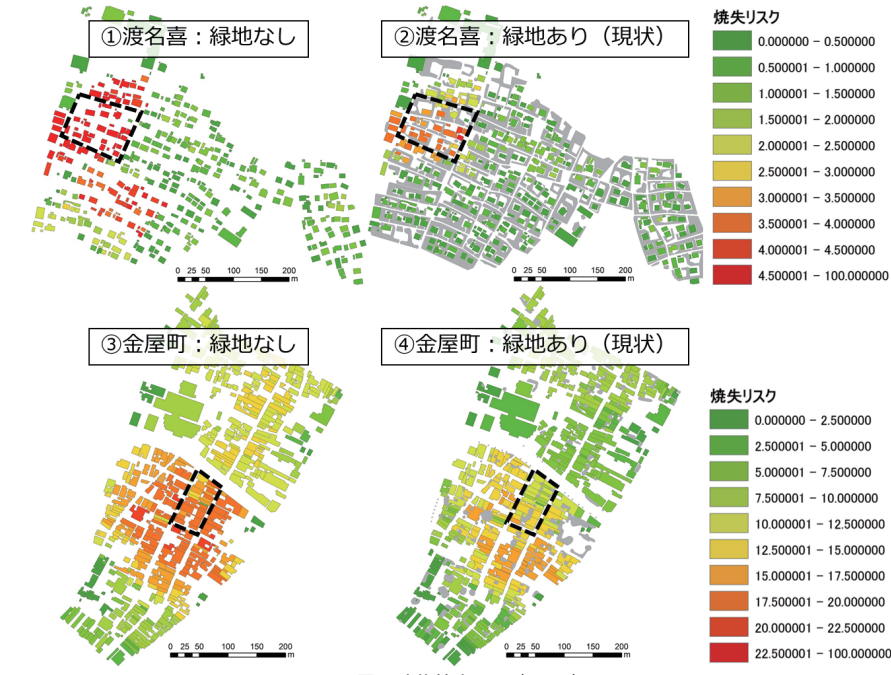 ①渡名喜：緑地なし
②渡名喜：緑地あり（現状）
焼失リスク
0.000000 – 0.500000
0.500001 – 1.000000
1.000001 – 1.500000
1.500001 – 2.000000
2.000001 – 2.500000
2.500001 – 3.000000
3.000001 – 3.500000
3.500001 – 4.000000
4.000001 – 4.500000
4.500001 – 100.000000
0 25 50 100 150 200
m
0 25 50 100 150 200
m
③金屋町：緑地なし
④金屋町：緑地あり（現状）
焼失リスク
0.000000 – 2.500000
2.500001 – 5.000000
5.000001 – 7.500000
7.500001 – 10.000000
10.000001 – 12.500000
12.500001 – 15.000000
15.000001 – 17.500000
17.500001 – 20.000000
20.000001 – 22.500000
22.500001 – 100.000000
0 25 50 100 150 200
m
0 25 50 100 150 200
m